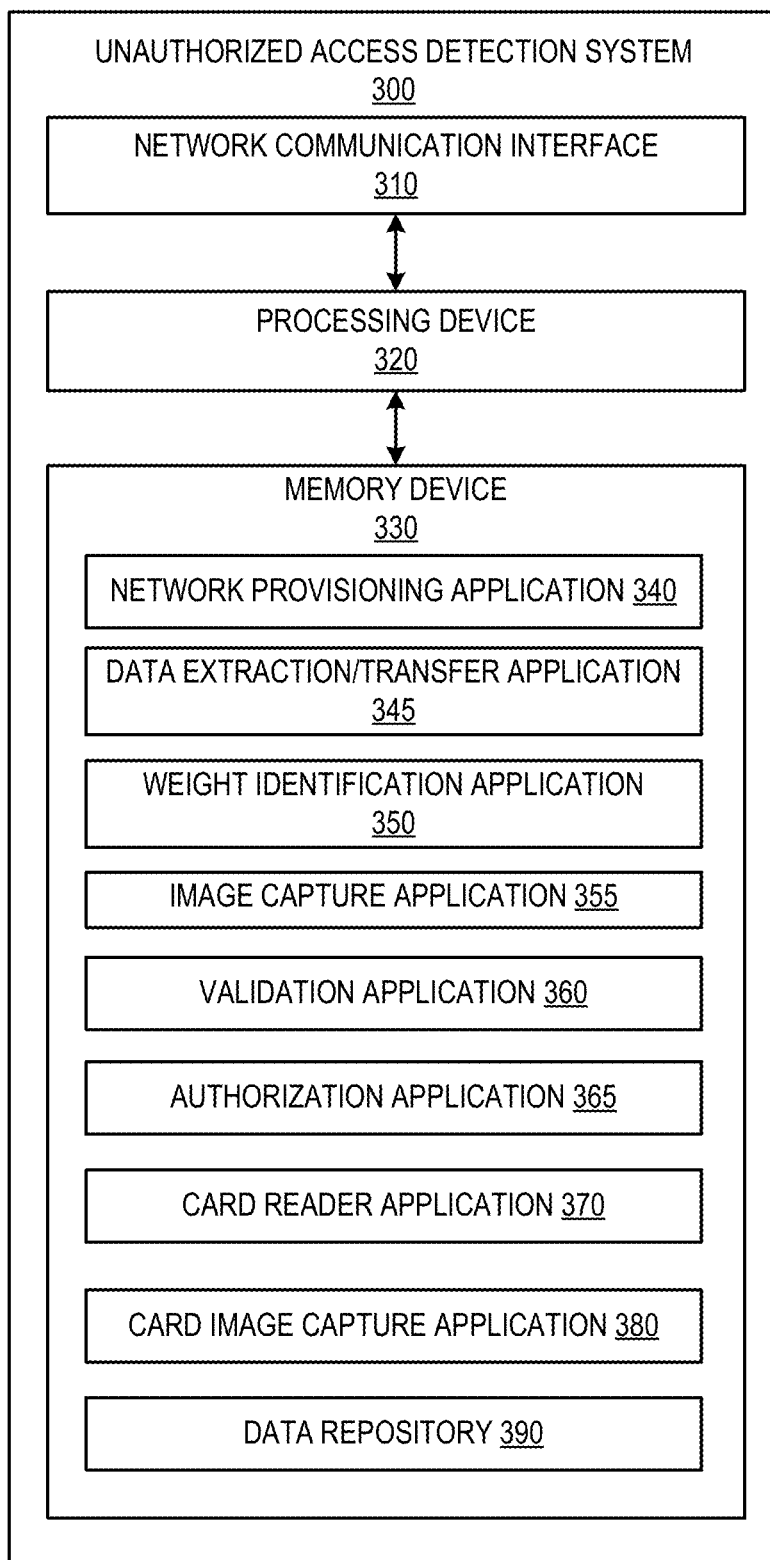 UNAUTHORIZED ACCESS DETECTION SYSTEM
300
NETWORK COMMUNICATION INTERFACE
310
PROCESSING DEVICE
320
MEMORY DEVICE
330
NETWORK PROVISIONING APPLICATION 340
DATA EXTRACTION/TRANSFER APPLICATION
345
WEIGHT IDENTIFICATION APPLICATION
350
IMAGE CAPTURE APPLICATION 355
VALIDATION APPLICATION 360
AUTHORIZATION APPLICATION 365
CARD READER APPLICATION 370
CARD IMAGE CAPTURE APPLICATION 380
DATA REPOSITORY 390